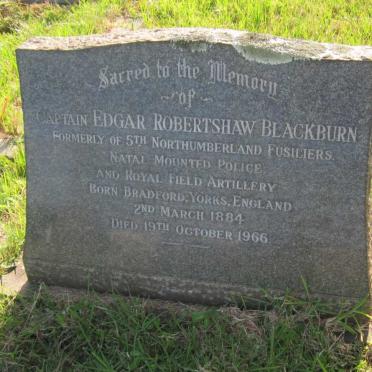 Sacred to the Memory
of
Captain Edgar Robertshaw Blackburn
Formerly of 5th Northumberland Fusiliers.
Natal Mounted Police,
and Royal Field Artillery
Born Bradford, Yorks, England
2nd March 1884
Died 19th October 1966